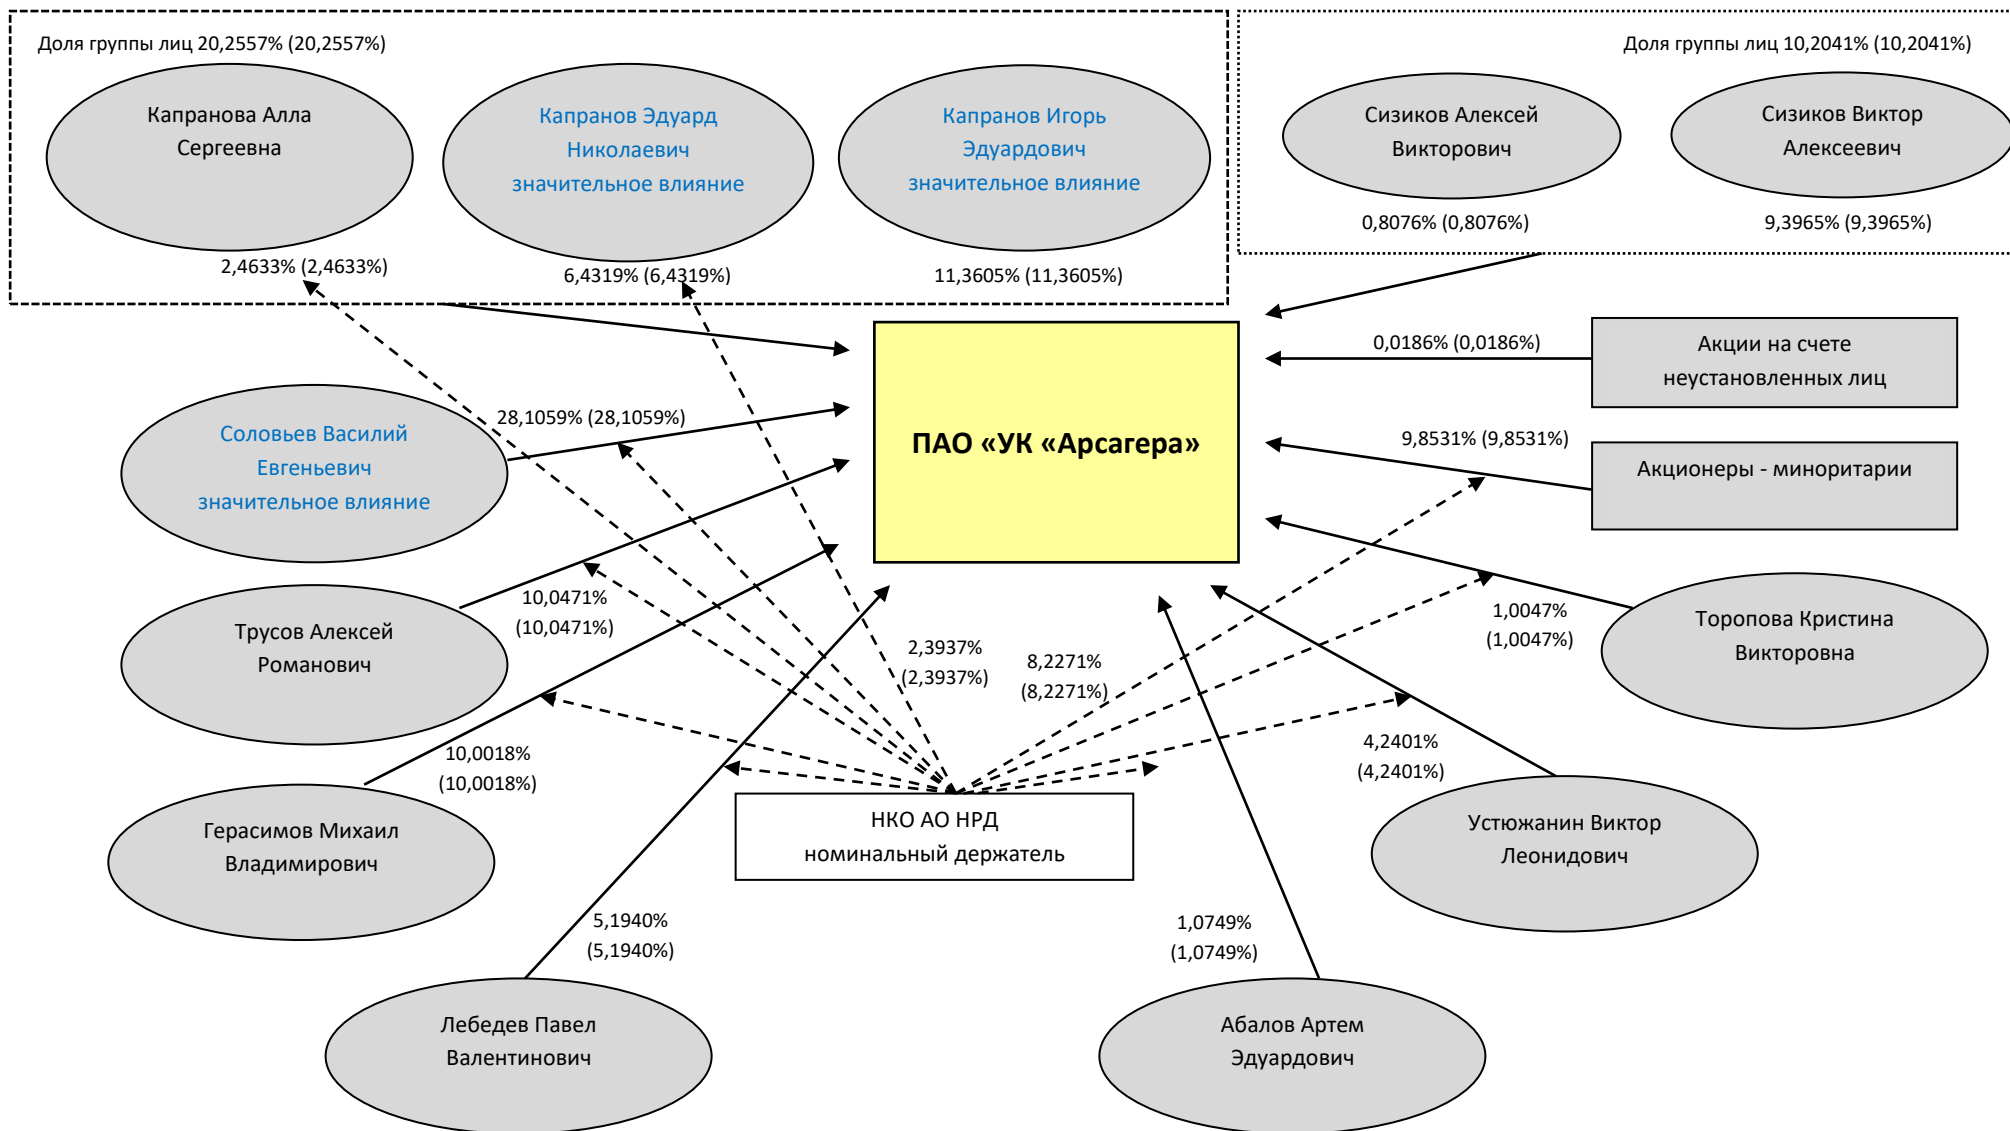 Доля группы лиц 20,2557% (20,2557%)
Капранова Алла
Сергеевна
2,4633% (2,4633%)
Капранов Эдуард
Николаевич
значительное влияние
6,4319% (6,4319%)
Капранов Игорь
Эдуардович
значительное влияние
11,3605% (11,3605%)
Доля группы лиц 10,2041% (10,2041%)
Сизиков Алексей
Викторович
0,8076% (0,8076%)
Сизиков Виктор
Алексеевич
9,3965% (9,3965%)
ПАО «УК «Арсагера»
0,0186% (0,0186%)
Акции на счете
неустановленных лиц
9,8531% (9,8531%)
Акционеры - миноритарии
Соловьев Василий
Евгеньевич
значительное влияние
28,1059% (28,1059%)
Трусов Алексей
Романович
10,0471%
(10,0471%)
Герасимов Михаил
Владимирович
10,0018%
(10,0018%)
2,3937%
(2,3937%)
8,2271%
(8,2271%)
1,0047%
(1,0047%)
Торопова Кристина
Викторовна
НКО АО НРД
номинальный держатель
4,2401%
(4,2401%)
Устюжанин Виктор
Леонидович
5,1940%
(5,1940%)
Лебедев Павел
Валентинович
1,0749%
(1,0749%)
Абалов Артем
Эдуардович